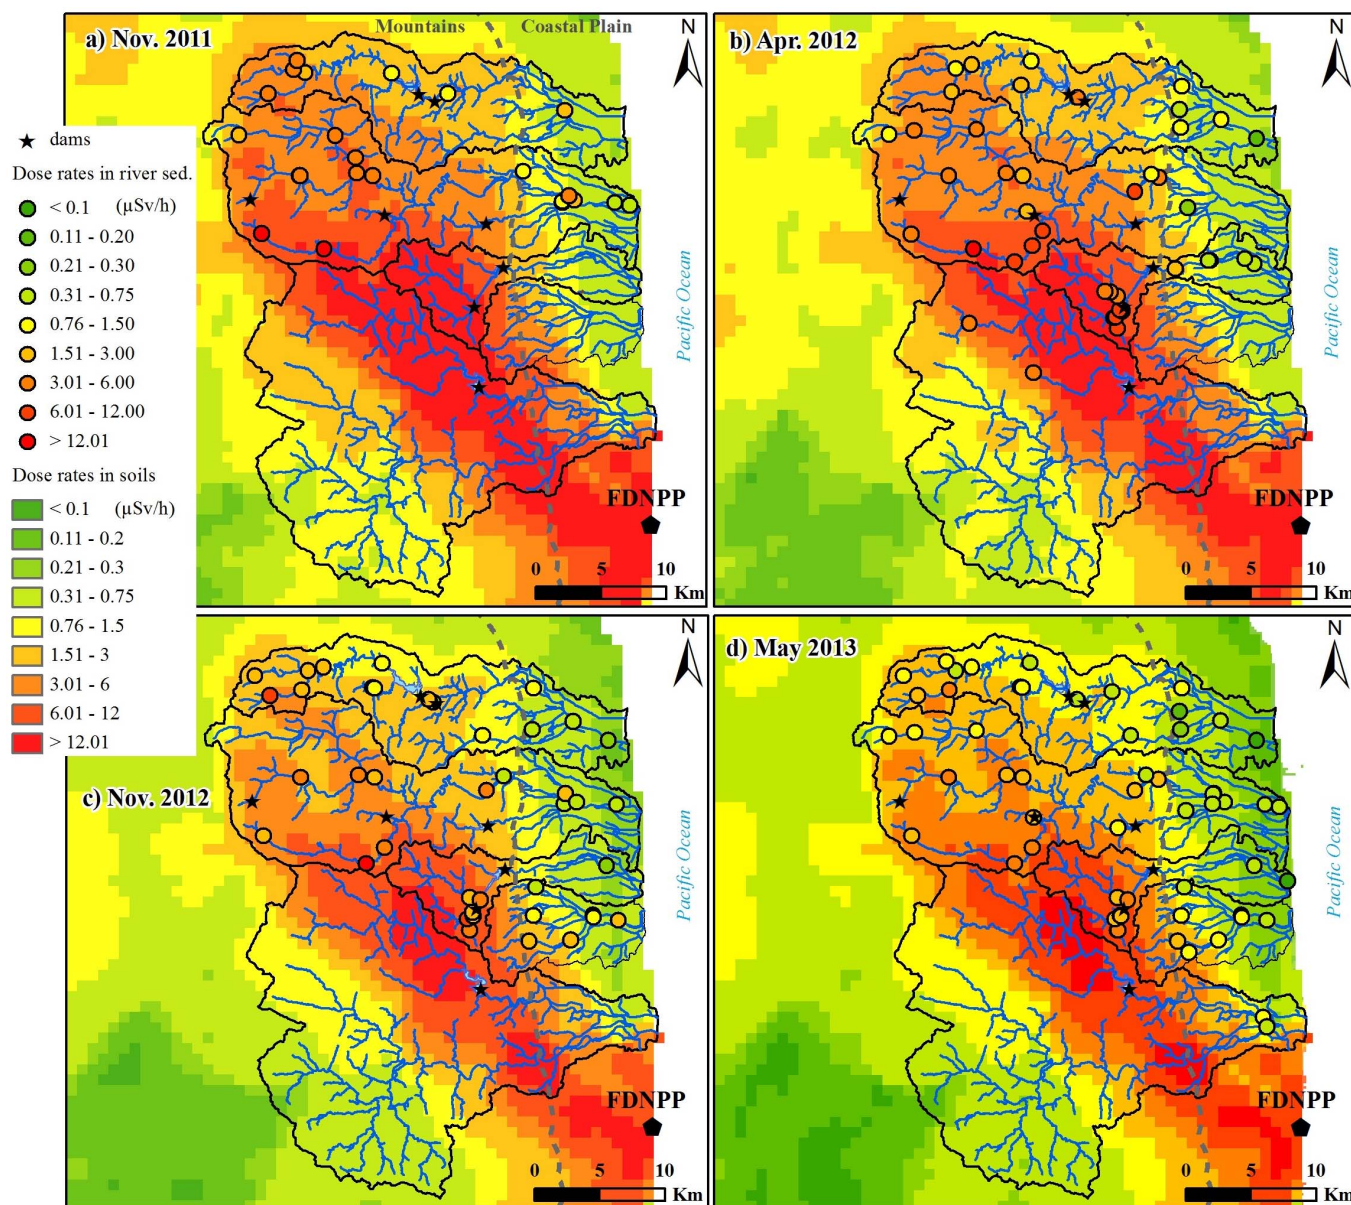 a) Nov. 2011
Mountains
Coastal Plain
N
b) Apr. 2012
N
dams
Dose rates in river sed.
< 0.1 (µSv/h)
0.11 - 0.20
0.21 - 0.30
0.31 - 0.75
0.76 - 1.50
1.51 - 3.00
3.01 - 6.00
6.01 - 12.00
> 12.01
Dose rates in soils
< 0.1 (µSv/h)
0.11 - 0.2
0.21 - 0.3
0.31 - 0.75
0.76 - 1.5
1.51 - 3
3.01 - 6
6.01 - 12
> 12.01
Pacific Ocean
FDNPP
0 5 10
Km
Pacific Ocean
FDNPP
0 5 10
Km
c) Nov. 2012
N
Pacific Ocean
FDNPP
0 5 10
Km
d) May 2013
N
Pacific Ocean
FDNPP
0 5 10
Km